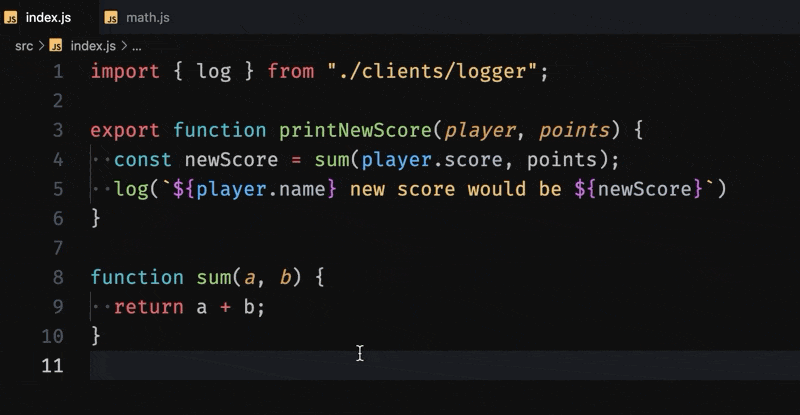 JS index.js JS math.js
src > JS index.js > ...
1 import { log } from "./clients/logger";
2
3 export function printNewScore(player, points) {
4 ··const newScore = sum(player.score, points);
5 ··log(`${player.name} new score would be ${newScore}`)
6 }
7
8 function sum(a, b) {
9 ··return a + b;
10 }
11